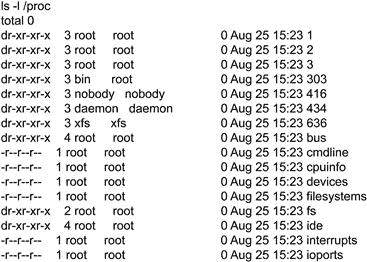 ls -l /proc
total 0
dr-xr-xr-x 3 root root 0 Aug 25 15:23 1
dr-xr-xr-x 3 root root 0 Aug 25 15:23 2
dr-xr-xr-x 3 root root 0 Aug 25 15:23 3
dr-xr-xr-x 3 bin root 0 Aug 25 15:23 303
dr-xr-xr-x 3 nobody nobody 0 Aug 25 15:23 416
dr-xr-xr-x 3 daemon daemon 0 Aug 25 15:23 434
dr-xr-xr-x 3 xfs xfs 0 Aug 25 15:23 636
dr-xr-xr-x 4 root root 0 Aug 25 15:23 bus
-r--r--r-- 1 root root 0 Aug 25 15:23 cmdline
-r--r--r-- 1 root root 0 Aug 25 15:23 cpuinfo
-r--r--r-- 1 root root 0 Aug 25 15:23 devices
-r--r--r-- 1 root root 0 Aug 25 15:23 filesystems
dr-xr-xr-x 2 root root 0 Aug 25 15:23 fs
dr-xr-xr-x 4 root root 0 Aug 25 15:23 ide
-r--r--r-- 1 root root 0 Aug 25 15:23 interrupts
-r--r--r-- 1 root root 0 Aug 25 15:23 ioports